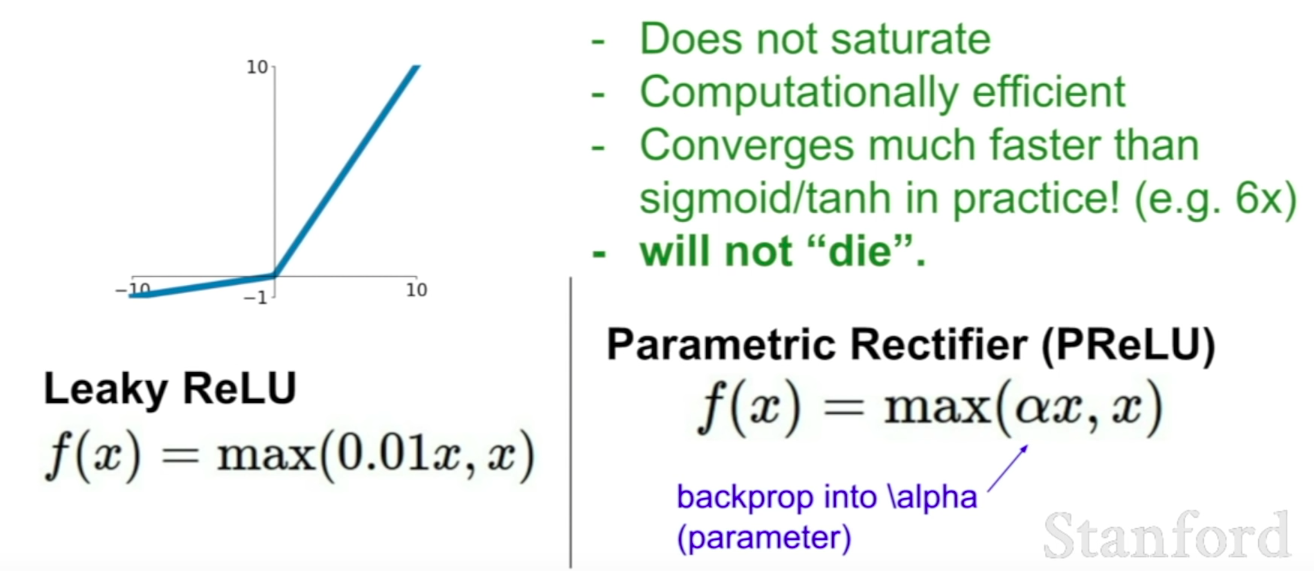 - Does not saturate
- Computationally efficient
- Converges much faster than
sigmoid/tanh in practice! (e.g. 6x)
- will not “die”.
10
−10
−1
10
Leaky ReLU
f(x) = max(0.01x, x)
Parametric Rectifier (PReLU)
f(x) = max(αx, x)
backprop into \alpha
(parameter)
Stanford